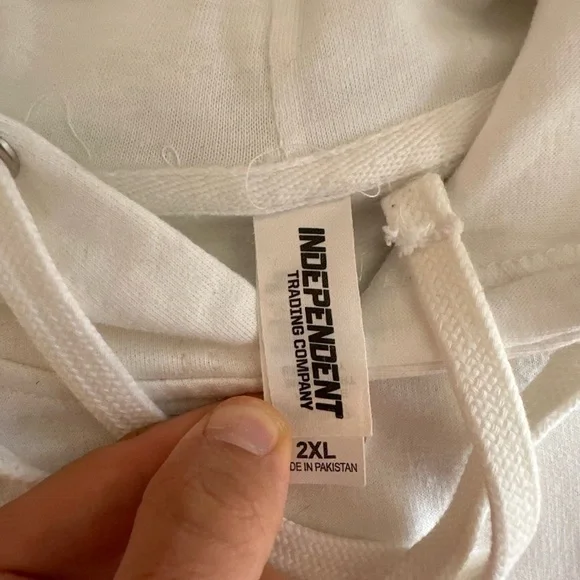 INDEPENDENT
TRADING COMPANY
2XL
DE IN PAKISTAN